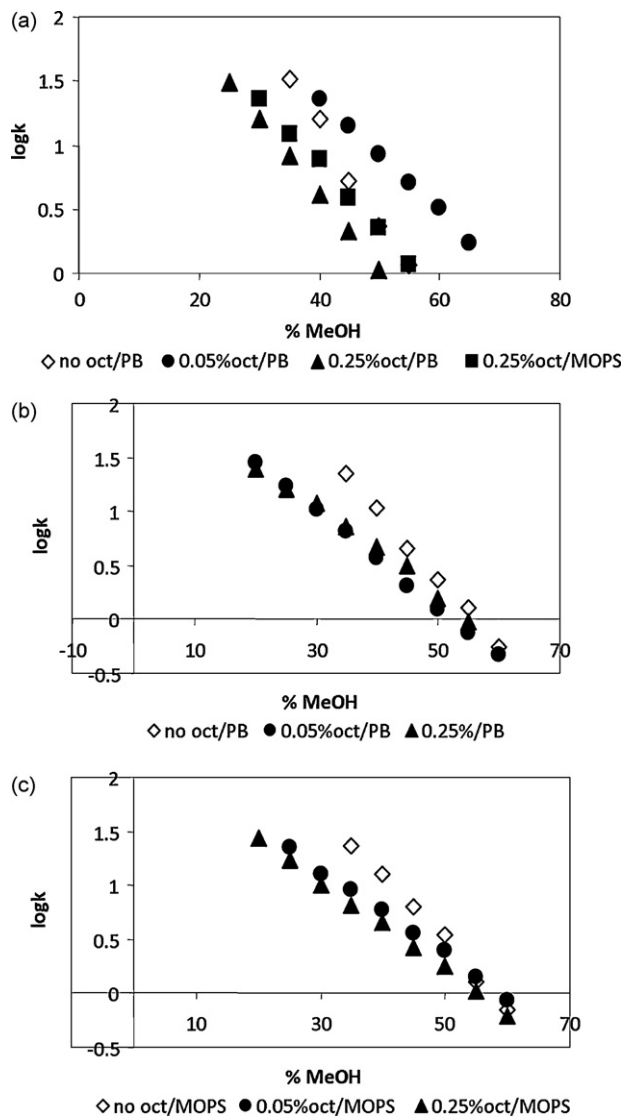 (a)
2
1.5
1
0.5
0
logk
0 20 40 60 80
% MeOH
◇ no oct/PB ● 0.05%oct/PB ▲ 0.25%oct/PB ■ 0.25%oct/MOPS
(b)
2
1.5
1
0.5
0
-0.5
logk
-10 10 30 50 70
% MeOH
◇ no oct/PB ● 0.05%oct/PB ▲ 0.25%/PB
(c)
2
1.5
1
0.5
0
-0.5
logk
10 30 50 70
% MeOH
◇ no oct/MOPS ● 0.05%oct/MOPS ▲ 0.25%oct/MOPS